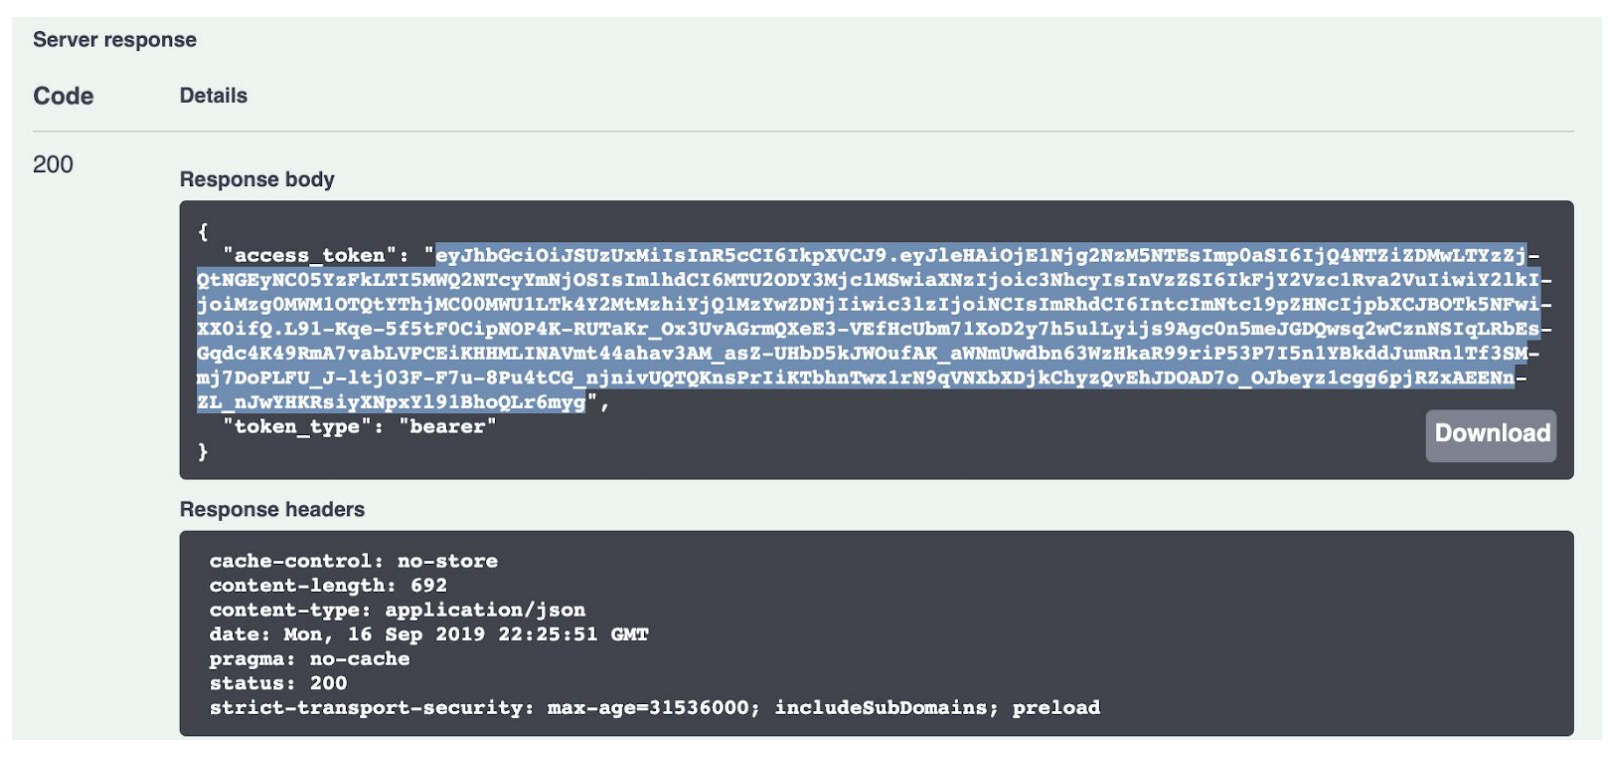 Server response
Code Details
200
Response body
{
"access_token": "eyJhbGciOiJSUzUxMiIsInR5cCI6IkpXVCJ9.eyJleHAiOjE1Njg2NzM5NTEsImp0aSI6IjQ4NTZiZDMwLTYzZj-
QtNGEyNC05YzFkLTI5MWQ2NTcyYmNjOSIsImlhdCI6MTU2ODY3Mjc1MSwiaXNzIjoic3NhcyIsInVzZSI6IkFjY2Vzc1Rva2VuIiwiY2lkI-
joiMzg0MWM1OTQtYThjMC00MWU1LTk4Y2MtMzhiYjQ1MzYwZDNjIiwic3lzIjoiNCIsImRhdCI6IntcImNtc19pZHNcIjpbXCJBOTk5NFwi-
XX0ifQ.L91-Kqe-5f5tF0CipNOP4K-RUTaKr_Ox3UvAGrmQXeE3-VEfHcUbm71XoD2y7h5ulLyijs9Agc0n5meJGDQwsq2wCznNSIqLRbEs-
Gqdc4K49RmA7vabLVPCEiKHHMLINAVmt44ahav3AM_asZ-UHbD5kJWOufAK_aWNmUwdbn63WzHkaR99riP53P7I5nlYBkddJumRnlTf3SM-
mj7DoPLFU_J-ltj03F-F7u-8Pu4tCG_njnivUQTQKnsPrIiKTbhnTwx1rN9qVNXbXDjkChyzQvEhJDOAD7o_OJbeyz1cgg6pjRZxAEENn-
ZL_nJwYHKRsiyXNpxYl91BhoQLr6myg",
"token_type": "bearer"
}
Download
Response headers
cache-control: no-store
content-length: 692
content-type: application/json
date: Mon, 16 Sep 2019 22:25:51 GMT
pragma: no-cache
status: 200
strict-transport-security: max-age=31536000; includeSubDomains; preload